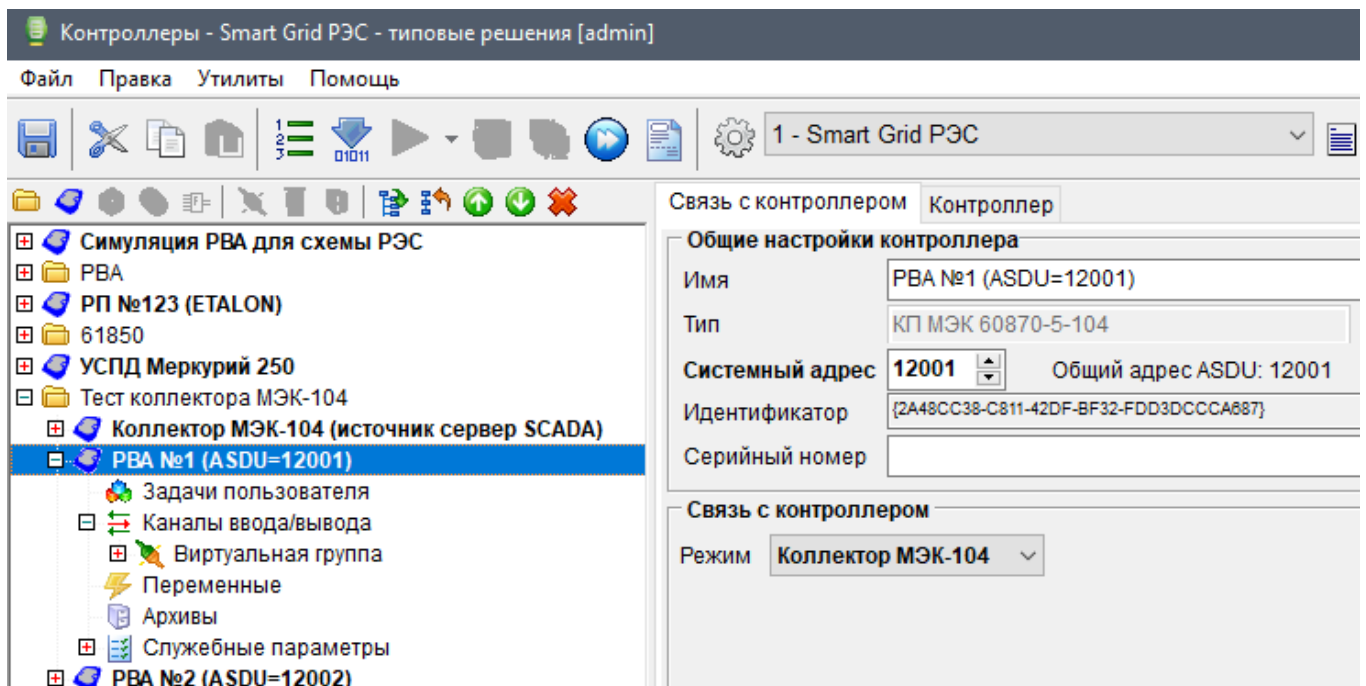 Контроллеры - Smart Grid РЭС - типовые решения [admin]
Файл Правка Утилиты Помощь
1 - Smart Grid РЭС
Симуляция РВА для схемы РЭС
РВА
РП №123 (ETALON)
61850
УСПД Меркурий 250
Тест коллектора МЭК-104
Коллектор МЭК-104 (источник сервер SCADA)
РВА №1 (ASDU=12001)
Задачи пользователя
Каналы ввода/вывода
Виртуальная группа
Переменные
Архивы
Служебные параметры
РВА №2 (ASDU=12002)
Связь с контроллером Контроллер
Общие настройки контроллера
Имя РВА №1 (ASDU=12001)
Тип КП МЭК 60870-5-104
Системный адрес 12001 Общий адрес ASDU: 12001
Идентификатор {2A48CC38-C811-42DF-BF32-FDD3DCCCA687}
Серийный номер
Связь с контроллером
Режим Коллектор МЭК-104